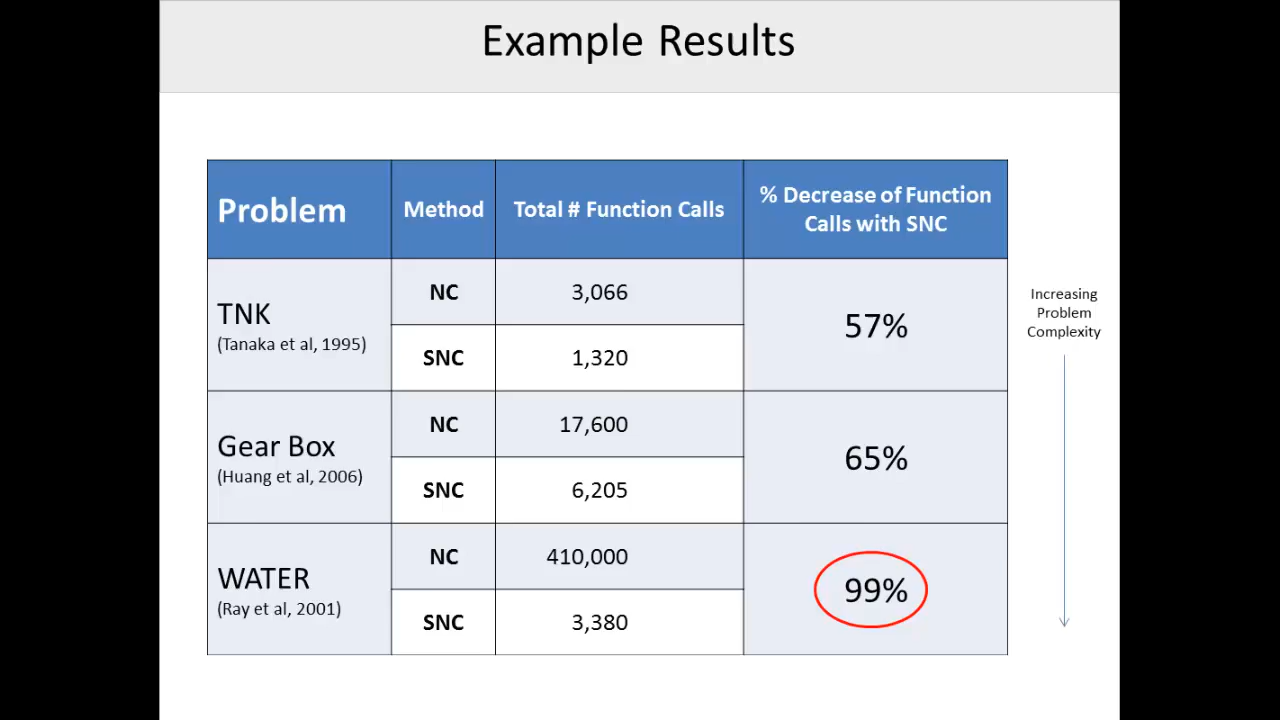 Example Results
Problem Method Total # Function Calls % Decrease of Function
Calls with SNC
TNK
(Tanaka et al, 1995)
NC 3,066
SNC 1,320
57%
Gear Box
(Huang et al, 2006)
NC 17,600
SNC 6,205
65%
WATER
(Ray et al, 2001)
NC 410,000
SNC 3,380
99%
Increasing
Problem
Complexity